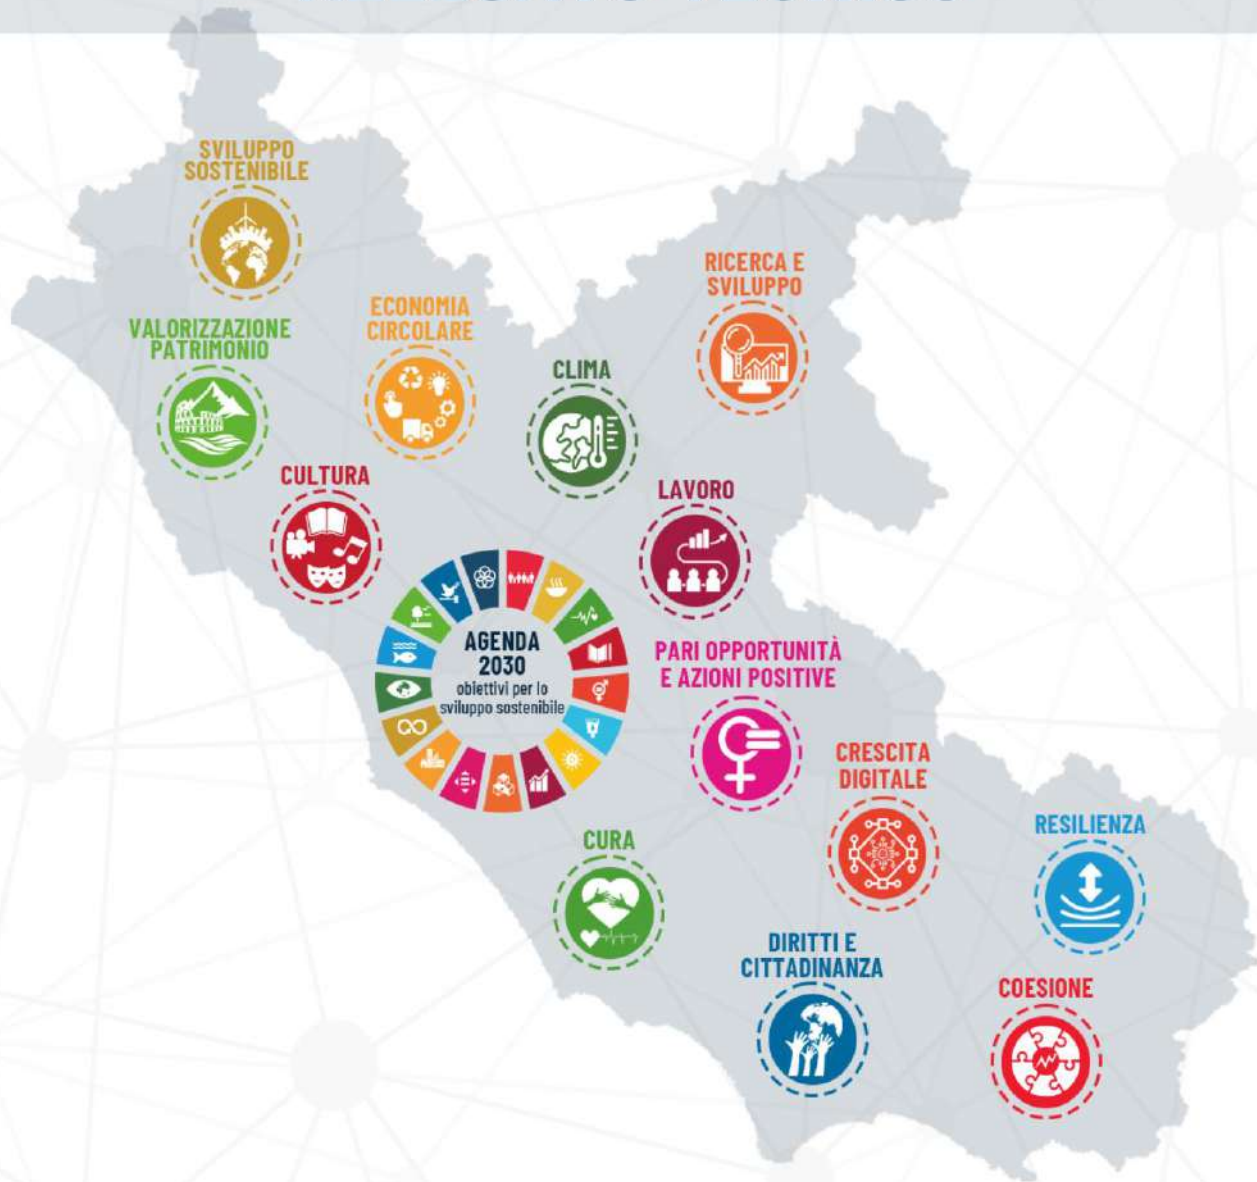 SVILUPPO
SOSTENIBILE
RICERCA E
SVILUPPO
ECONOMIA
CIRCOLARE
VALORIZZAZIONE
PATRIMONIO
CLIMA
CULTURA
LAVORO
AGENDA
2030
obiettivi per lo
sviluppo sostenibile
PARI OPPORTUNITÀ
E AZIONI POSITIVE
CRESCITA
DIGITALE
CURA
RESILIENZA
DIRITTI E
CITTADINANZA
COESIONE